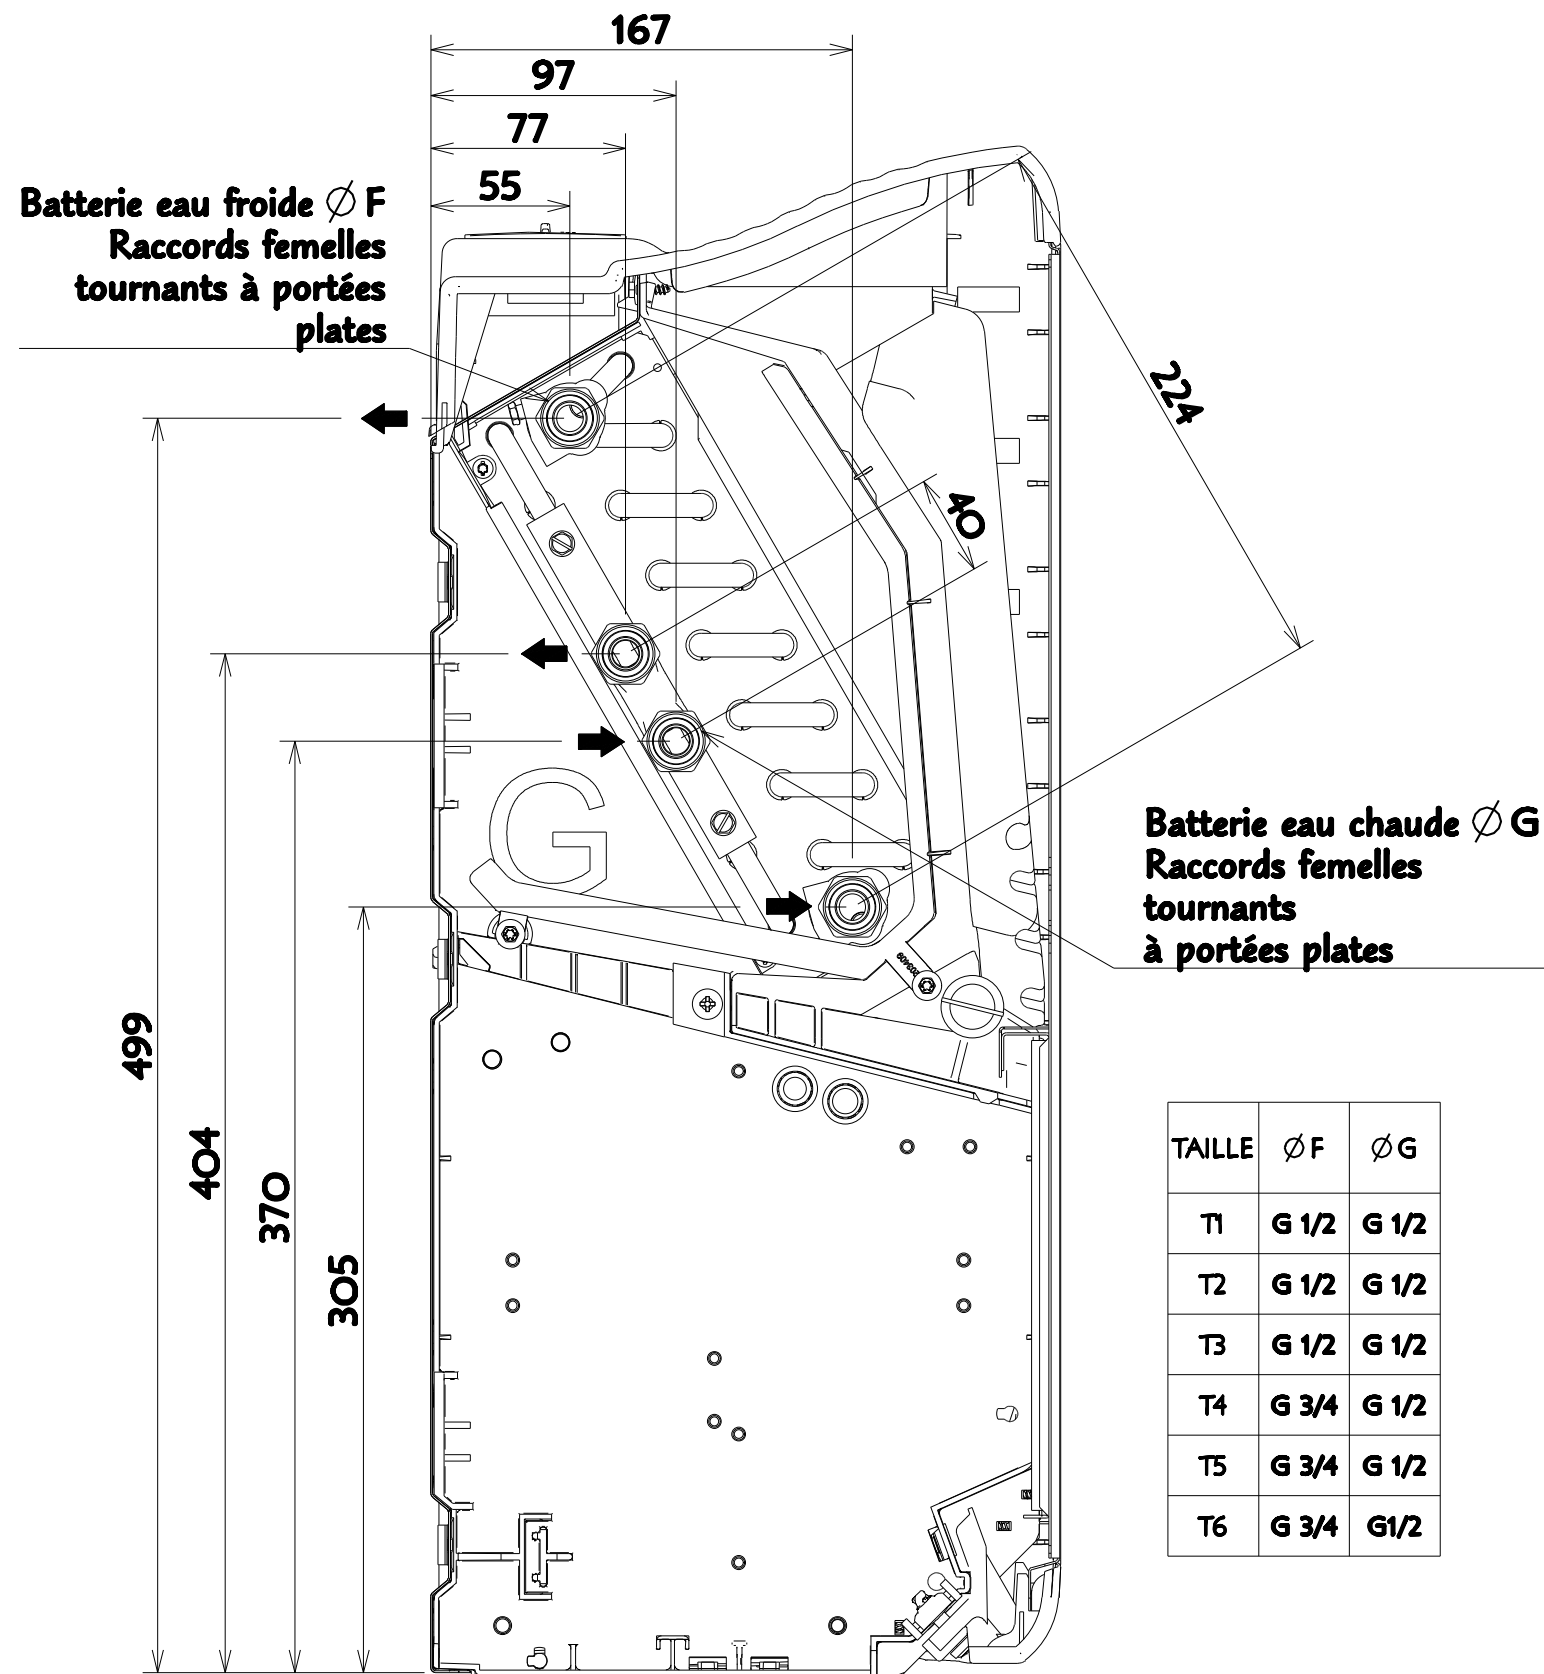 167
97
77
55
Batterie eau froide ∅ F
Raccords femelles
tournants à portées
plates
224
40
G
Batterie eau chaude ∅ G
Raccords femelles
tournants
à portées plates
499
404
370
305
TAILLE ∅ F ∅ G
T1 G 1/2 G 1/2
T2 G 1/2 G 1/2
T3 G 1/2 G 1/2
T4 G 3/4 G 1/2
T5 G 3/4 G 1/2
T6 G 3/4 G1/2